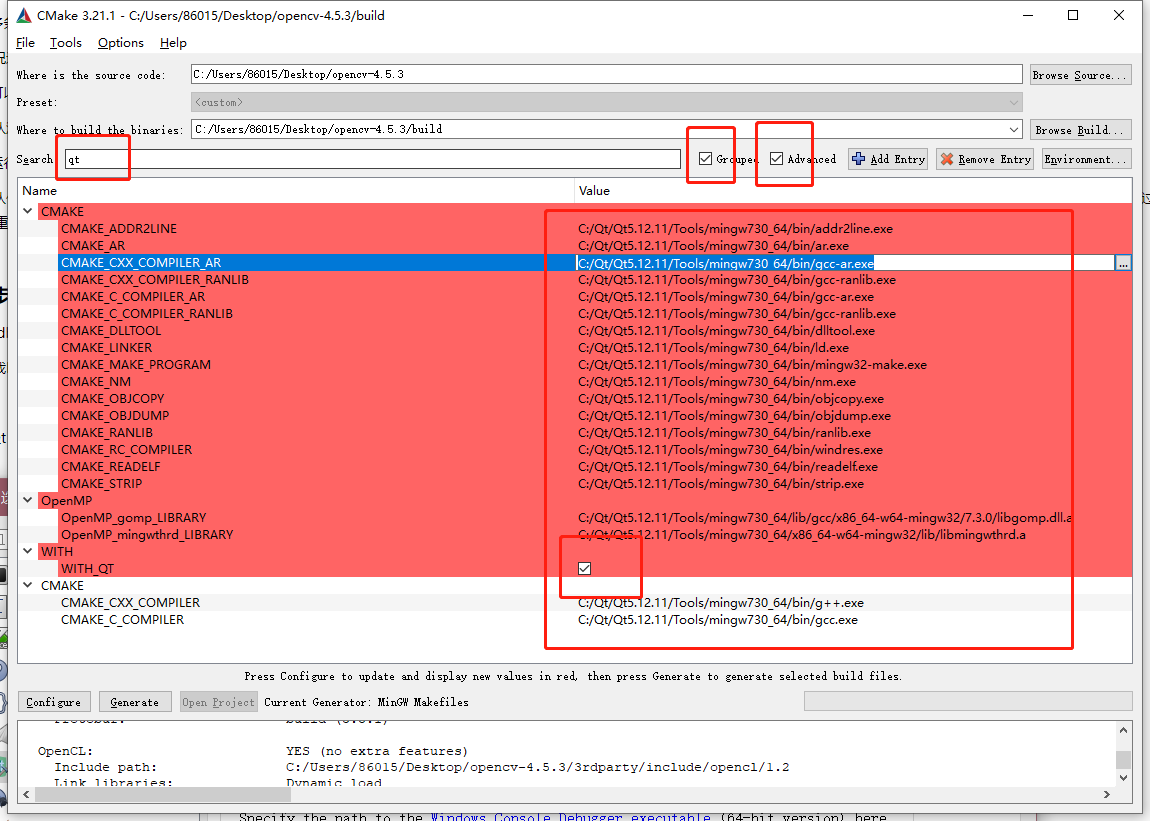 CMake 3.21.1 - C:/Users/86015/Desktop/opencv-4.5.3/build
File Tools Options Help
Where is the source code: C:/Users/86015/Desktop/opencv-4.5.3 Browse Source...
Preset: <custom>
Where to build the binaries: C:/Users/86015/Desktop/opencv-4.5.3/build Browse Build...
Search: qt Grouped Advanced Add Entry Remove Entry Environment...
Name Value
CMAKE
CMAKE_ADDR2LINE C:/Qt/Qt5.12.11/Tools/mingw730_64/bin/addr2line.exe
CMAKE_AR C:/Qt/Qt5.12.11/Tools/mingw730_64/bin/ar.exe
CMAKE_CXX_COMPILER_AR C:/Qt/Qt5.12.11/Tools/mingw730_64/bin/gcc-ar.exe ...
CMAKE_CXX_COMPILER_RANLIB C:/Qt/Qt5.12.11/Tools/mingw730_64/bin/gcc-ranlib.exe
CMAKE_C_COMPILER_AR C:/Qt/Qt5.12.11/Tools/mingw730_64/bin/gcc-ar.exe
CMAKE_C_COMPILER_RANLIB C:/Qt/Qt5.12.11/Tools/mingw730_64/bin/gcc-ranlib.exe
CMAKE_DLLTOOL C:/Qt/Qt5.12.11/Tools/mingw730_64/bin/dlltool.exe
CMAKE_LINKER C:/Qt/Qt5.12.11/Tools/mingw730_64/bin/ld.exe
CMAKE_MAKE_PROGRAM C:/Qt/Qt5.12.11/Tools/mingw730_64/bin/mingw32-make.exe
CMAKE_NM C:/Qt/Qt5.12.11/Tools/mingw730_64/bin/nm.exe
CMAKE_OBJCOPY C:/Qt/Qt5.12.11/Tools/mingw730_64/bin/objcopy.exe
CMAKE_OBJDUMP C:/Qt/Qt5.12.11/Tools/mingw730_64/bin/objdump.exe
CMAKE_RANLIB C:/Qt/Qt5.12.11/Tools/mingw730_64/bin/ranlib.exe
CMAKE_RC_COMPILER C:/Qt/Qt5.12.11/Tools/mingw730_64/bin/windres.exe
CMAKE_READELF C:/Qt/Qt5.12.11/Tools/mingw730_64/bin/readelf.exe
CMAKE_STRIP C:/Qt/Qt5.12.11/Tools/mingw730_64/bin/strip.exe
OpenMP
OpenMP_gomp_LIBRARY C:/Qt/Qt5.12.11/Tools/mingw730_64/lib/gcc/x86_64-w64-mingw32/7.3.0/libgomp.dll.a
OpenMP_mingwthrd_LIBRARY C:/Qt/Qt5.12.11/Tools/mingw730_64/x86_64-w64-mingw32/lib/libmingwthrd.a
WITH
WITH_QT
CMAKE
CMAKE_CXX_COMPILER C:/Qt/Qt5.12.11/Tools/mingw730_64/bin/g++.exe
CMAKE_C_COMPILER C:/Qt/Qt5.12.11/Tools/mingw730_64/bin/gcc.exe
Press Configure to update and display new values in red, then press Generate to generate selected build files.
Configure Generate Open Project Current Generator: MinGW Makefiles
OpenCL: YES (no extra features)
Include path: C:/Users/86015/Desktop/opencv-4.5.3/3rdparty/include/opencl/1.2
Link libraries: Dynamic load
Specify the path to the Windows Console Debugger executable (64-bit version) here